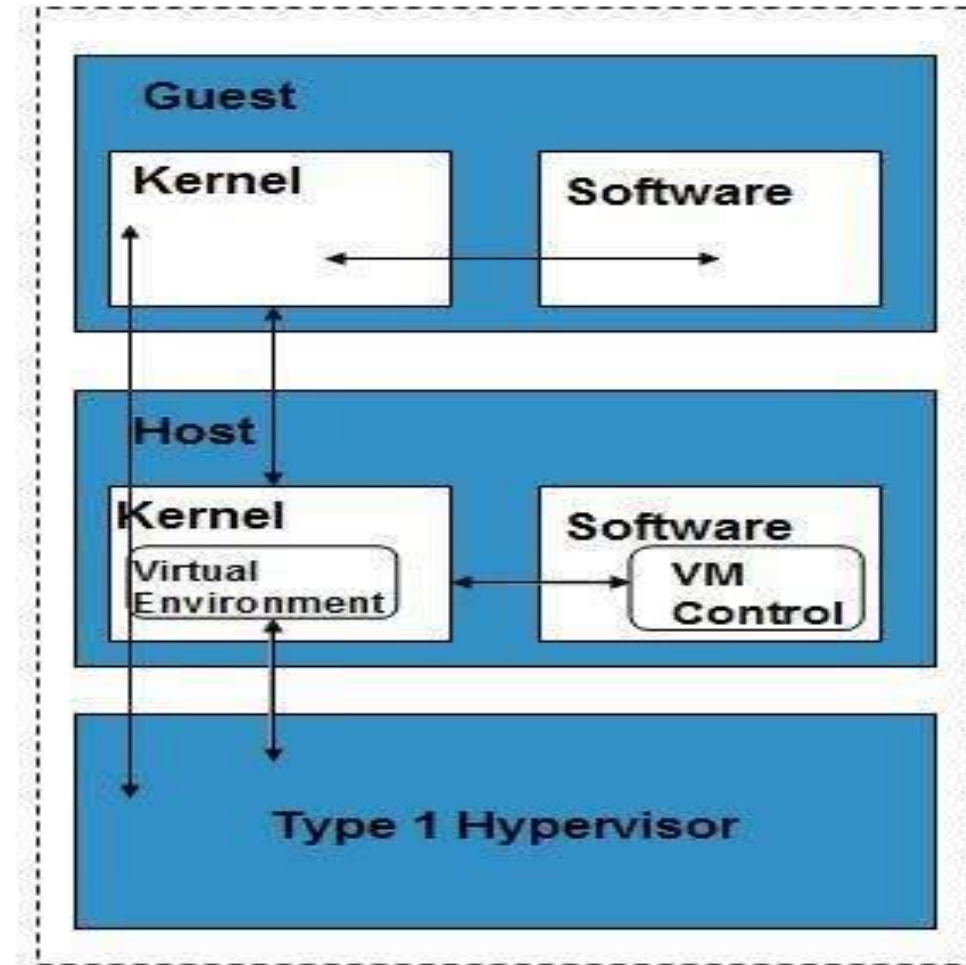 Guest
Kernel
Software
Host
Kernel
Virtual
Environment
Software
VM
Control
Type 1 Hypervisor